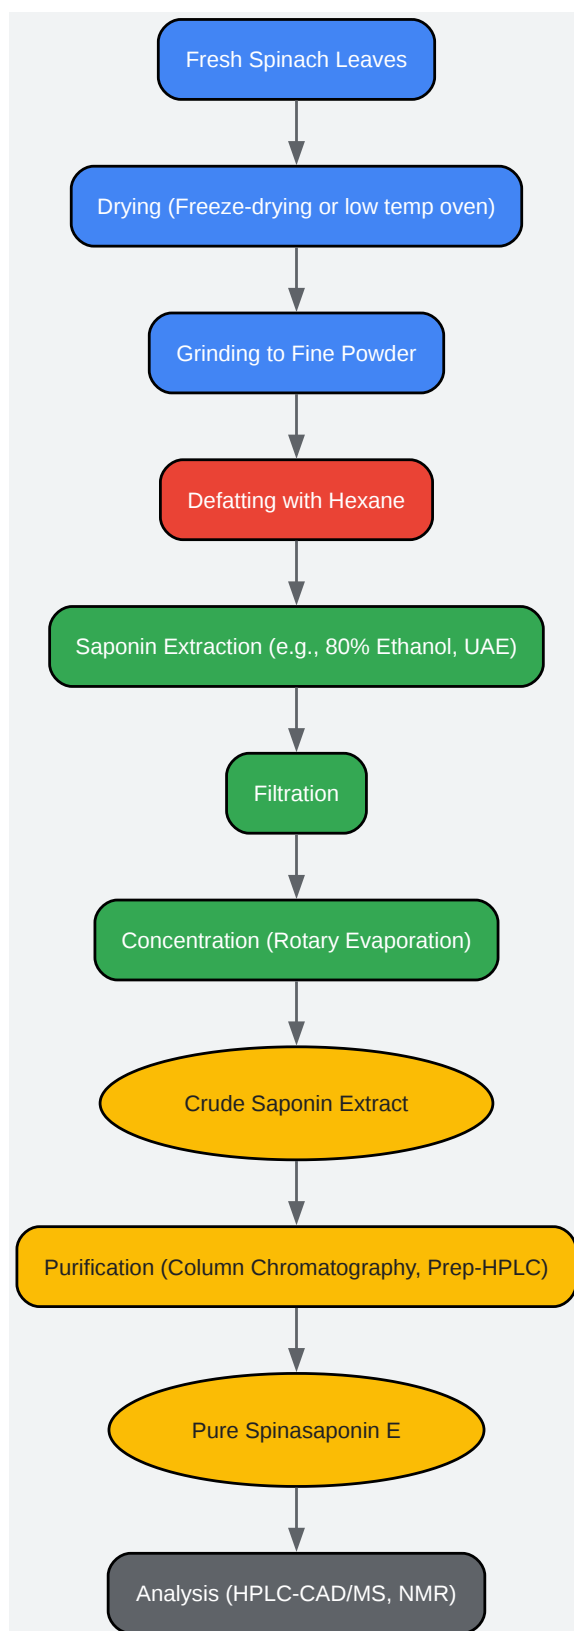 Fresh Spinach Leaves
Drying (Freeze-drying or low temp oven)
Grinding to Fine Powder
Defatting with Hexane
Saponin Extraction (e.g., 80% Ethanol, UAE)
Filtration
Concentration (Rotary Evaporation)
Crude Saponin Extract
Purification (Column Chromatography, Prep-HPLC)
Pure Spinasaponin E
Analysis (HPLC-CAD/MS, NMR)